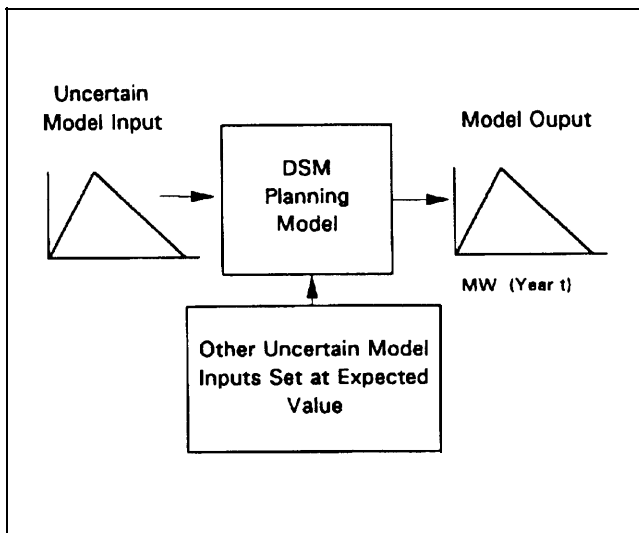 Uncertain
Model Input
DSM
Planning
Model
Model Ouput
MW (Year t)
Other Uncertain Model
Inputs Set at Expected
Value